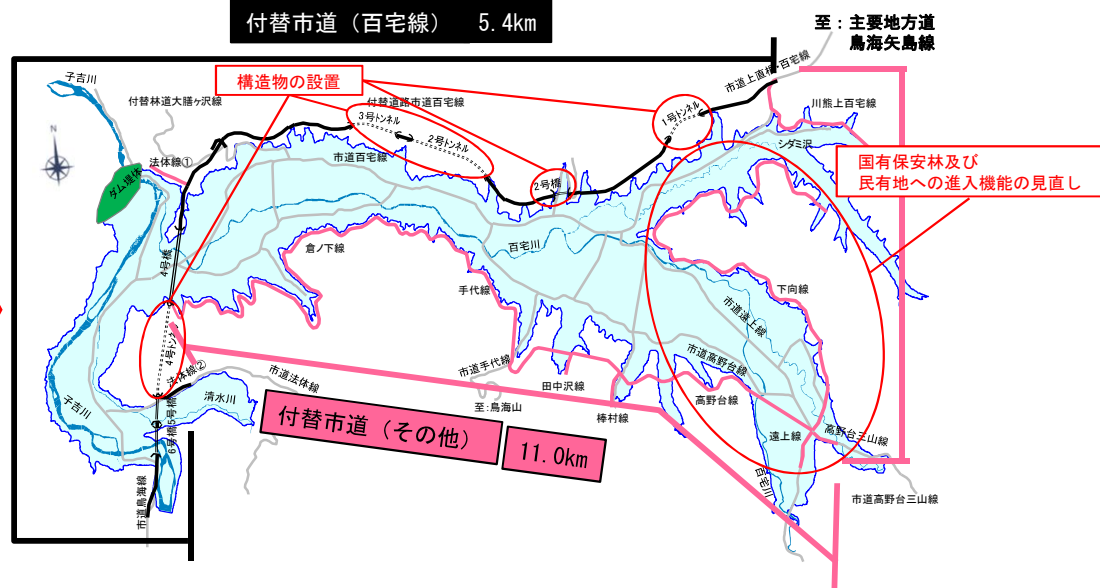 付替市道（百宅線）　5.4km
至：主要地方道
鳥海矢島線
子吉川
付替林道大膳ヶ沢線
構造物の設置
付替道路市道百宅線
市道上直根・百宅線
川熊上百宅線
N
3号トンネル
2号トンネル
1号トンネル
シダミ沢
法体線①
市道百宅線
国有保安林及び
民有地への進入機能の見直し
ダム堤体
2号橋
4号橋
倉ノ下線
百宅川
手代線
下向線
市道遠上線
4号トンネル
法体線②
市道法体線
市道手代線
市道高野台線
清水川
田中沢線
至:鳥海山
高野台線
子吉川
付替市道（その他）
11.0km
棒村線
遠上線
高野台三山線
6号橋
5号橋
百宅川
市道鳥海線
市道高野台三山線